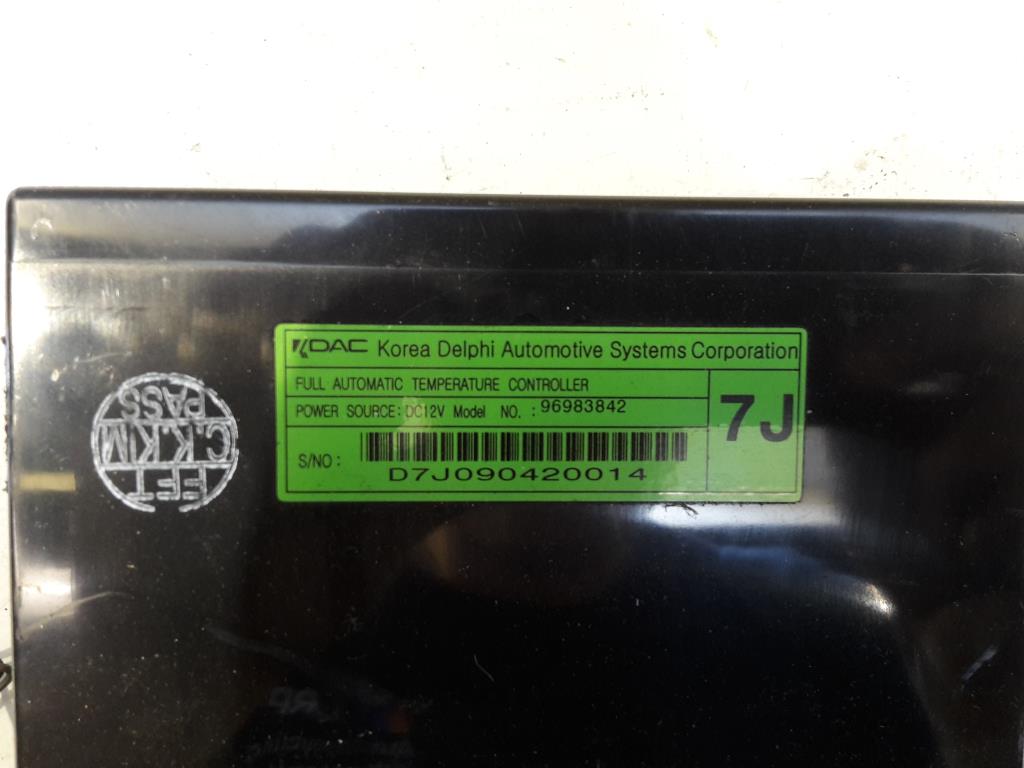 KDAC Korea Delphi Automotive Systems Corporation
FULL AUTOMATIC TEMPERATURE CONTROLLER
POWER SOURCE : DC12V Model NO. : 96983842
7J
S/NO :
D7J090420014
EFT
C.K.KIM
PASS